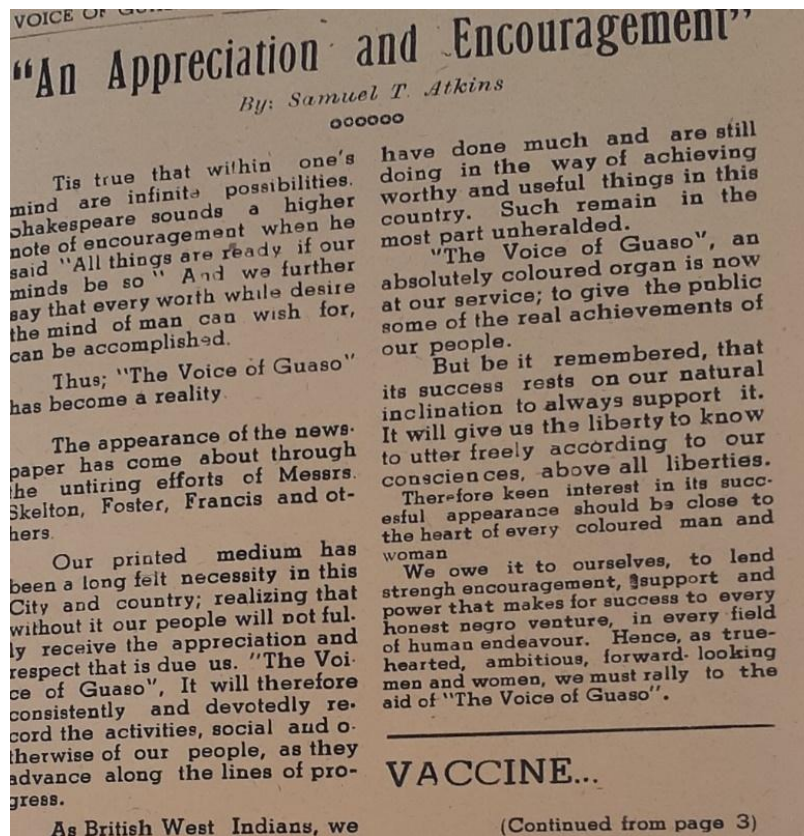 VOICE OF
"An Appreciation and Encouragement"
By: Samuel T. Atkins
oooooo
Tis true that within one's
mind are infinite possibilities.
Shakespeare sounds a higher
note of encouragement when he
said "All things are ready if our
minds be so" And we further
say that every worth while desire
the mind of man can wish for,
can be accomplished.
Thus; "The Voice of Guaso"
has become a reality.
The appearance of the news-
paper has come about through
the untiring efforts of Messrs.
Skelton, Foster, Francis and ot-
hers.
Our printed medium has
been a long felt necessity in this
City and country; realizing that
without it our people will not ful-
ly receive the appreciation and
respect that is due us. "The Voi-
ce of Guaso", It will therefore
consistently and devotedly re-
cord the activities, social and o-
therwise of our people, as they
advance along the lines of pro-
gress.
As British West Indians, we
have done much and are still
doing in the way of achieving
worthy and useful things in this
country. Such remain in the
most part unheralded.
"The Voice of Guaso", an
absolutely coloured organ is now
at our service; to give the public
some of the real achievements of
our people.
But be it remembered, that
its success rests on our natural
inclination to always support it.
It will give us the liberty to know
to utter freely according to our
consciences, above all liberties.
Therefore keen interest in its succ-
esful appearance should be close to
the heart of every coloured man and
woman
We owe it to ourselves, to lend
strengh encouragement, support and
power that makes for success to every
honest negro venture, in every field
of human endeavour. Hence, as true-
hearted, ambitious, forward-looking
men and women, we must rally to the
aid of "The Voice of Guaso".
VACCINE...
(Continued from page 3)